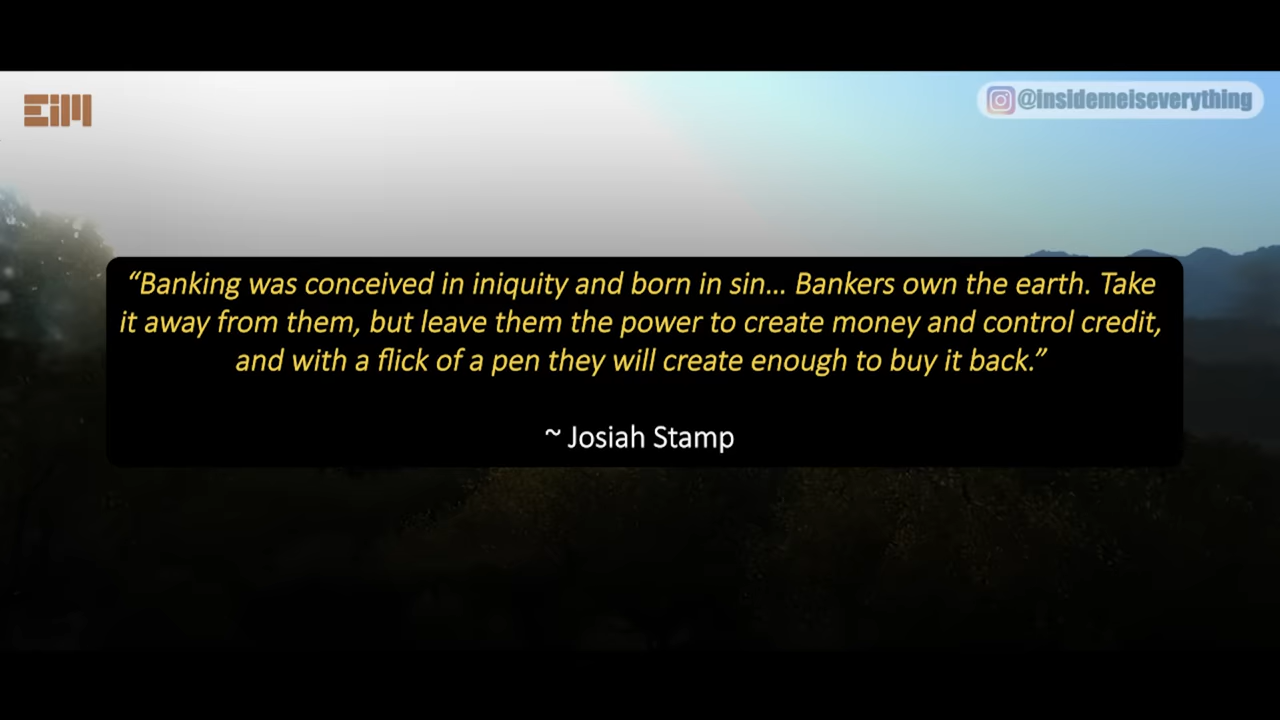 EiM
@insidemeiseverything
“Banking was conceived in iniquity and born in sin... Bankers own the earth. Take
it away from them, but leave them the power to create money and control credit,
and with a flick of a pen they will create enough to buy it back.”
~ Josiah Stamp